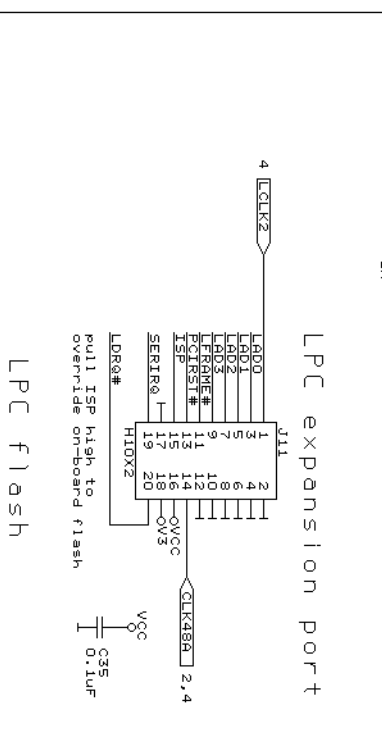 LPC expansion port
J11
4
LCLK2
LAD0
LAD1
LAD2
LAD3
LFRAME#
PCIRST#
ISP
SERIRQ
LDRQ#
1 2
3 4
5 6
7 8
9 10
11 12
13 14
15 16
17 18
19 20
H10X2
CLK48A
2,4
VCC
V3
VCC
C35
0.1uF
pull ISP high to
override on-board flash
LPC flash